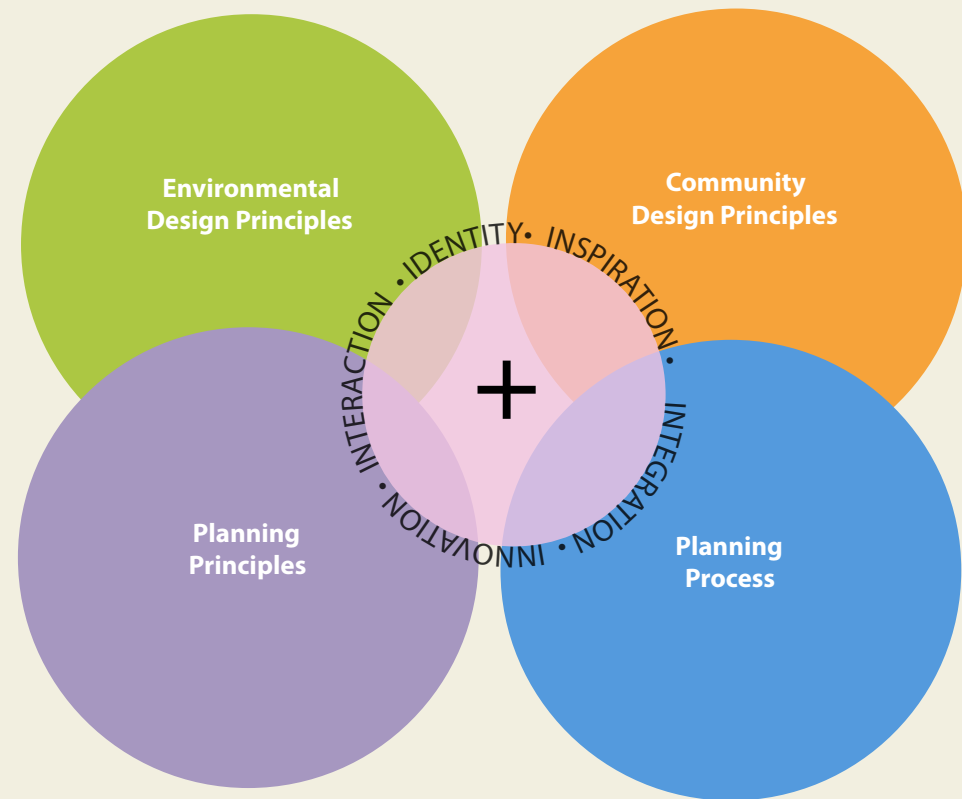 Environmental
Design Principles
Community
Design Principles
•IDENTITY• INSPIRATION • INTEGRATION • INNOVATION • INTERACTION
+
Planning
Principles
Planning
Process